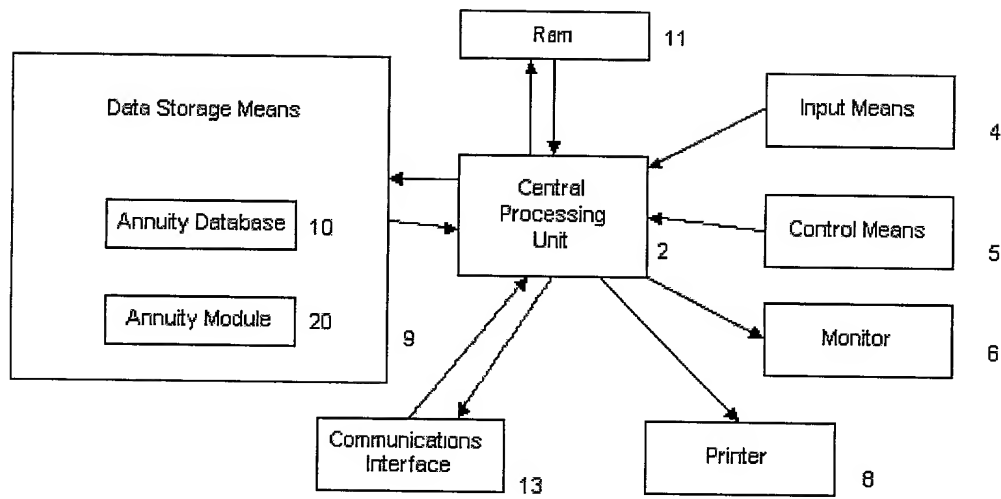 Ram
11
Data Storage Means
Input Means
4
Central
Processing
Unit
2
Annuity Database
10
Control Means
5
Annuity Module
20
9
Monitor
6
Communications
Interface
13
Printer
8